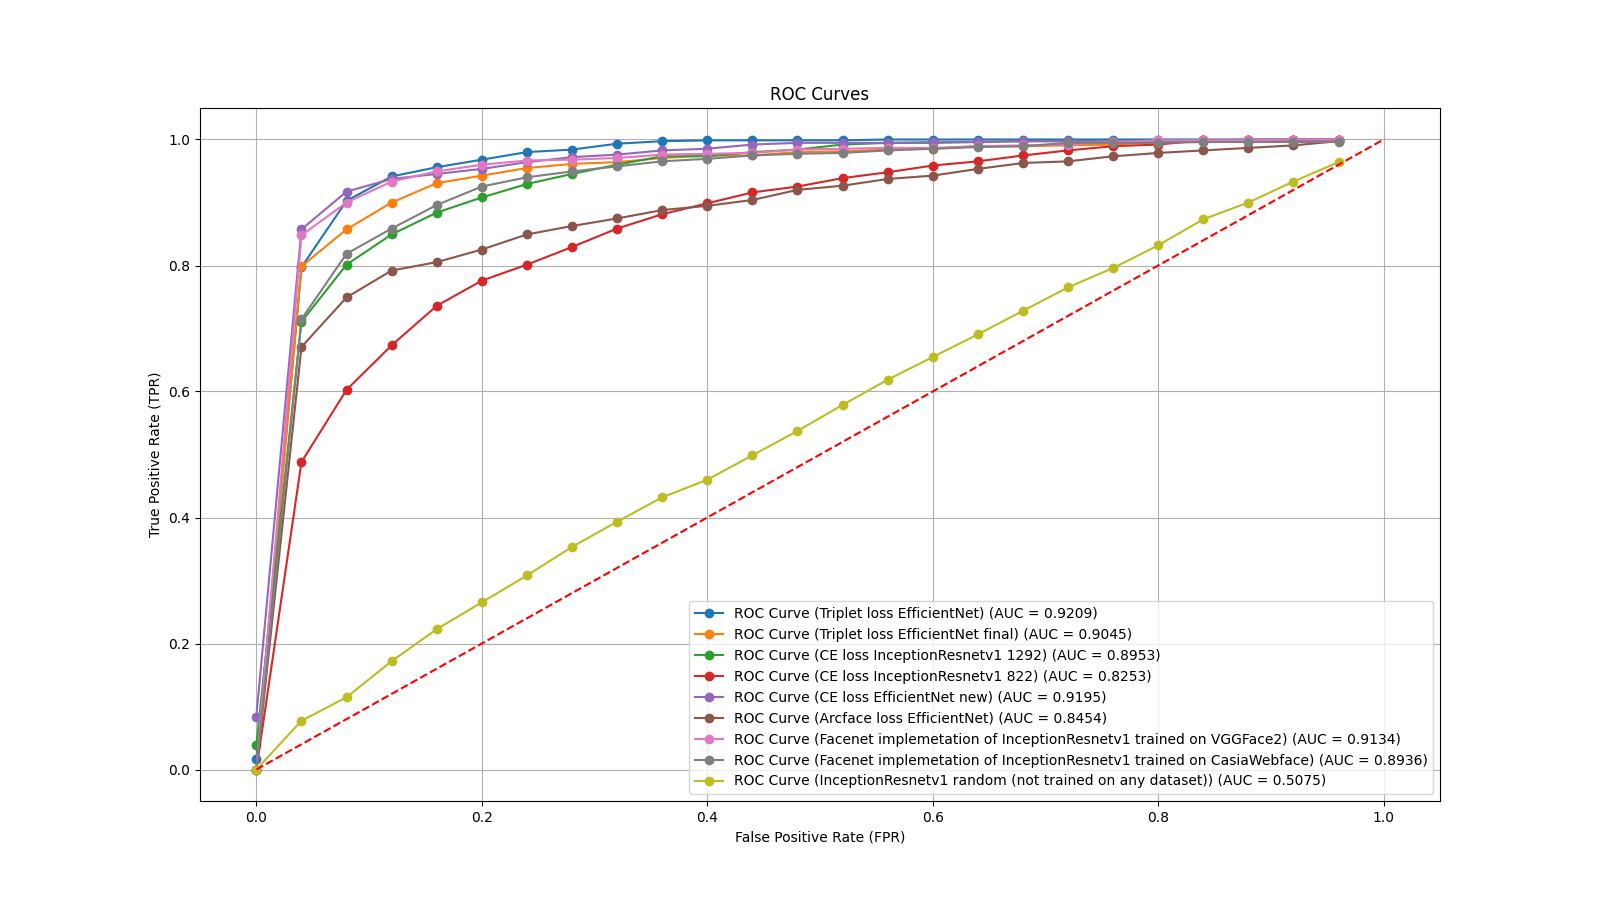 ROC Curves
1.0
0.8
0.6
0.4
0.2
0.0
True Positive Rate (TPR)
ROC Curve (Triplet loss EfficientNet) (AUC = 0.9209)
ROC Curve (Triplet loss EfficientNet final) (AUC = 0.9045)
ROC Curve (CE loss InceptionResnetv1 1292) (AUC = 0.8953)
ROC Curve (CE loss InceptionResnetv1 822) (AUC = 0.8253)
ROC Curve (CE loss EfficientNet new) (AUC = 0.9195)
ROC Curve (Arcface loss EfficientNet) (AUC = 0.8454)
ROC Curve (Facenet implemetation of InceptionResnetv1 trained on VGGFace2) (AUC = 0.9134)
ROC Curve (Facenet implemetation of InceptionResnetv1 trained on CasiaWebface) (AUC = 0.8936)
ROC Curve (InceptionResnetv1 random (not trained on any dataset)) (AUC = 0.5075)
0.0 0.2 0.4 0.6 0.8 1.0
False Positive Rate (FPR)